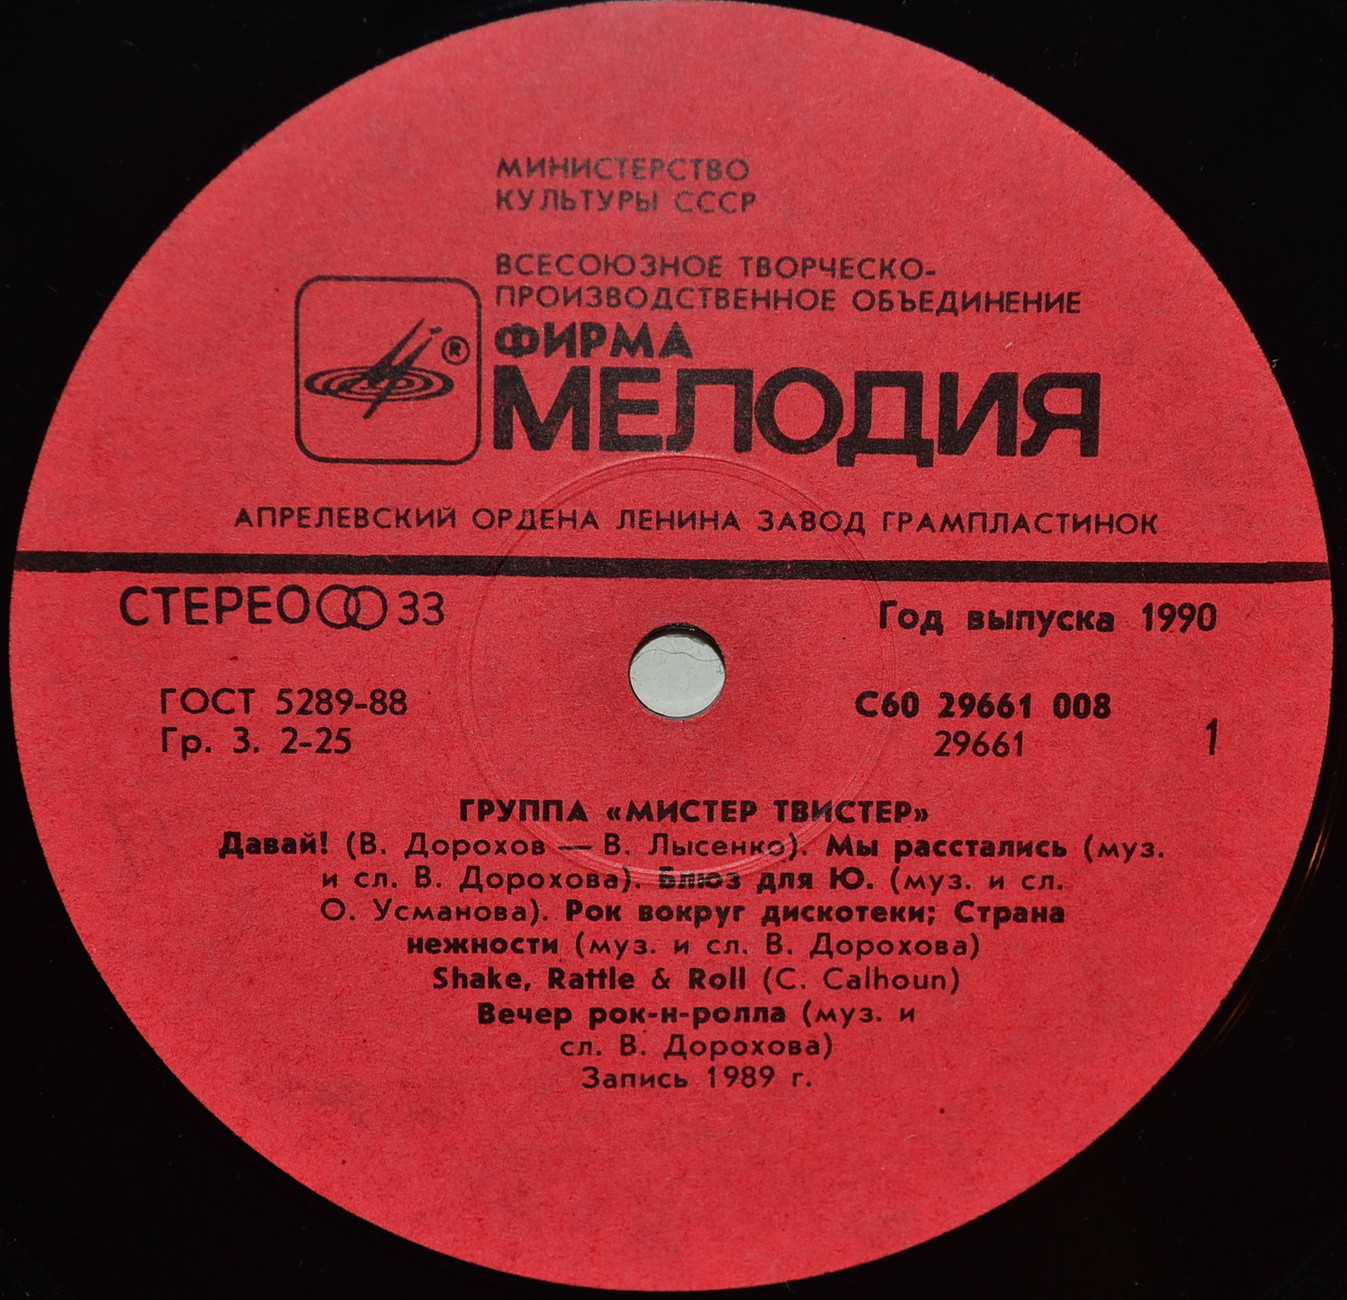 МИНИСТЕРСТВО
КУЛЬТУРЫ СССР
ВСЕСОЮЗНОЕ ТВОРЧЕСКО-
ПРОИЗВОДСТВЕННОЕ ОБЪЕДИНЕНИЕ
®
ФИРМА
МЕЛОДИЯ
АПРЕЛЕВСКИЙ ОРДЕНА ЛЕНИНА ЗАВОД ГРАМПЛАСТИНОК
СТЕРЕО 33
Год выпуска 1990
ГОСТ 5289-88
Гр. 3. 2-25
С60 29661 008
29661
1
ГРУППА «МИСТЕР ТВИСТЕР»
Давай! (В. Дорохов — В. Лысенко). Мы расстались (муз.
и сл. В. Дорохова). Блюз для Ю. (муз. и сл.
О. Усманова). Рок вокруг дискотеки; Страна
нежности (муз. и сл. В. Дорохова)
Shake, Rattle & Roll (C. Calhoun)
Вечер рок-н-ролла (муз. и
сл. В. Дорохова)
Запись 1989 г.